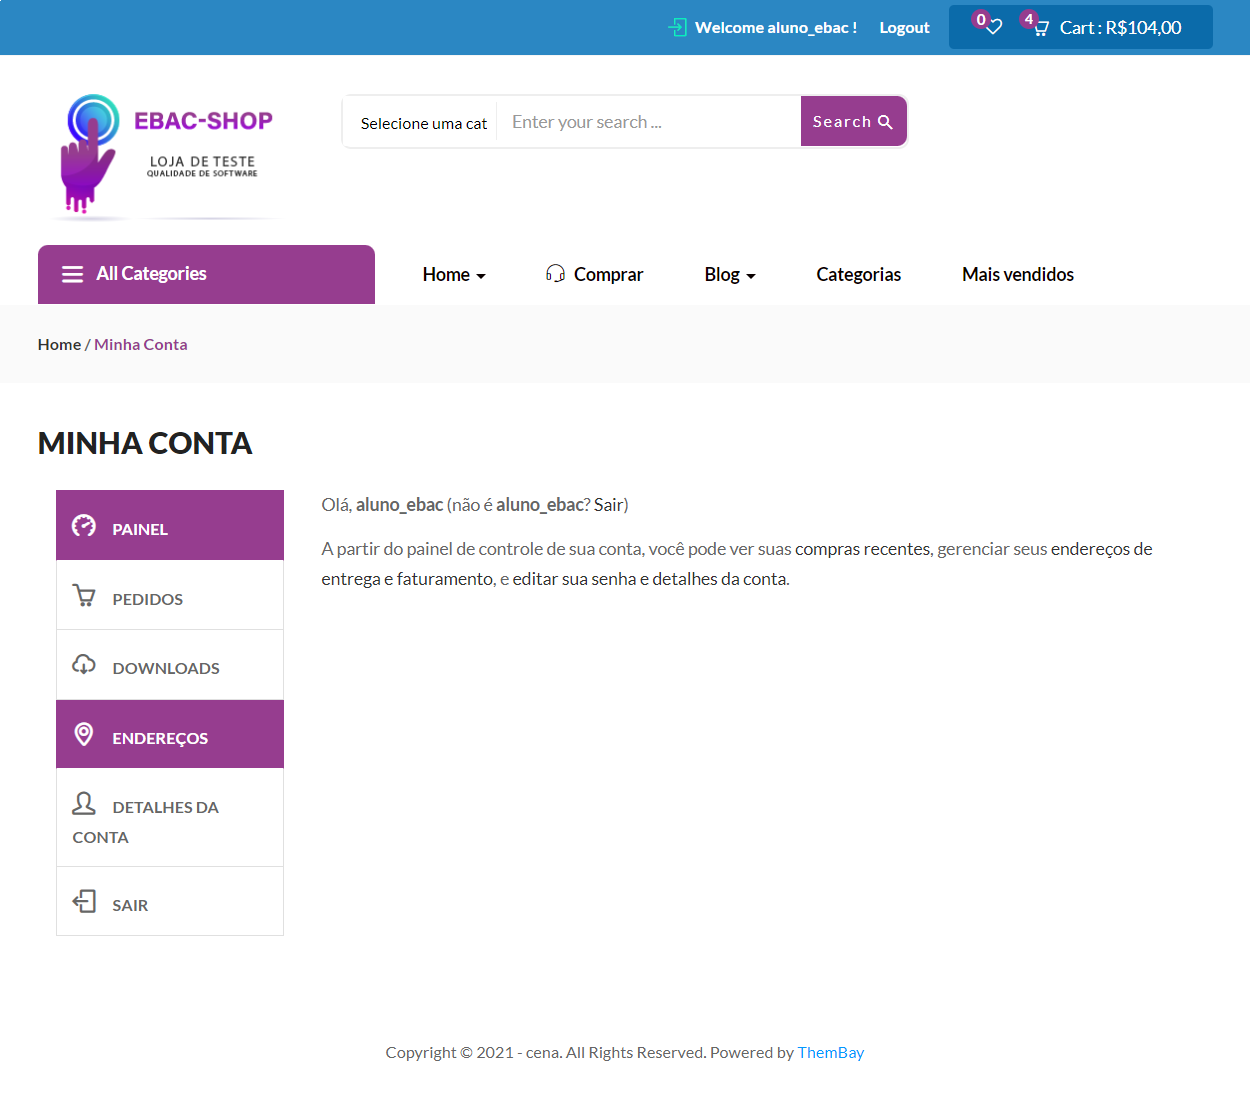 Welcome aluno_ebac !
Logout
0
4
Cart : R$104,00
EBAC-SHOP
LOJA DE TESTE
QUALIDADE DE SOFTWARE
Selecione uma cat
Enter your search ...
Search
All Categories
Home
Comprar
Blog
Categorias
Mais vendidos
Home / Minha Conta
MINHA CONTA
PAINEL
PEDIDOS
DOWNLOADS
ENDEREÇOS
DETALHES DA
CONTA
SAIR
Olá, aluno_ebac (não é aluno_ebac? Sair)
A partir do painel de controle de sua conta, você pode ver suas compras recentes, gerenciar seus endereços de
entrega e faturamento, e editar sua senha e detalhes da conta.
Copyright © 2021 - cena. All Rights Reserved. Powered by ThemBay